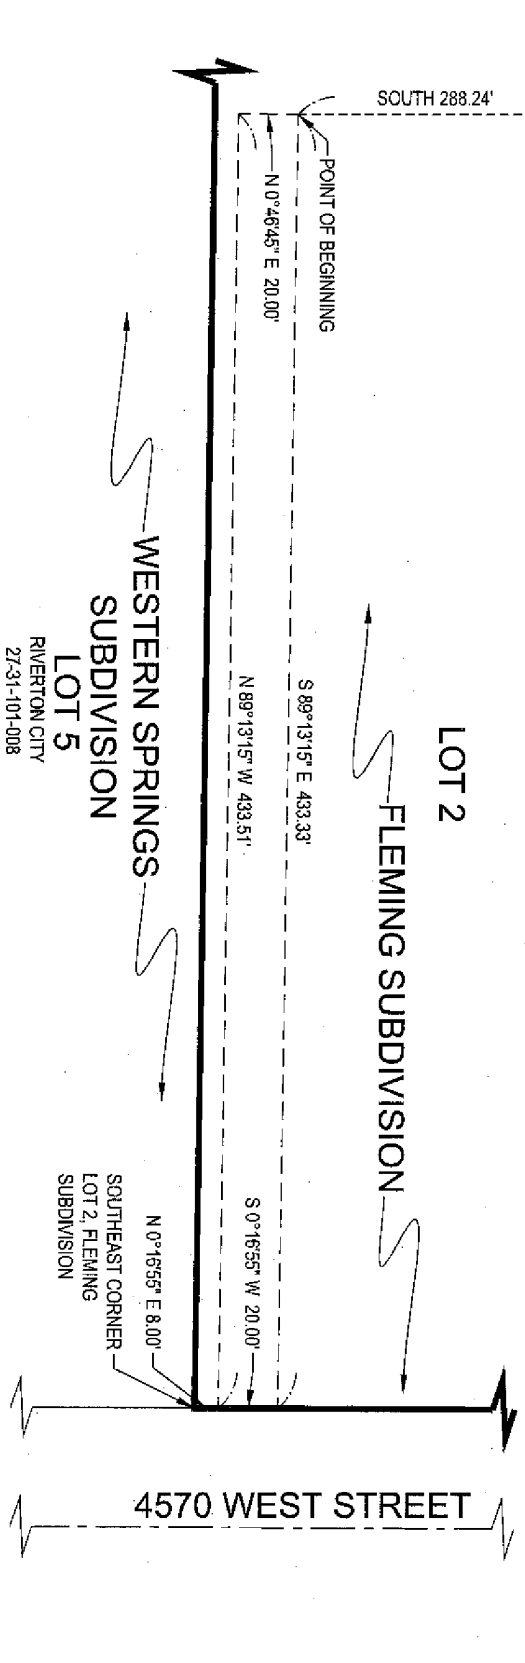 SOUTH 288.24'
POINT OF BEGINNING
N 0°46'45" E 20.00'
LOT 2
FLEMING SUBDIVISION
S 89°13'15" E 433.33'
N 89°13'15" W 433.51'
WESTERN SPRINGS
SUBDIVISION
LOT 5
RIVERTON CITY
27-31-101-008
S 0°16'55" W 20.00'
N 0°16'55" E 8.00'
SOUTHEAST CORNER
LOT 2, FLEMING
SUBDIVISION
4570 WEST STREET